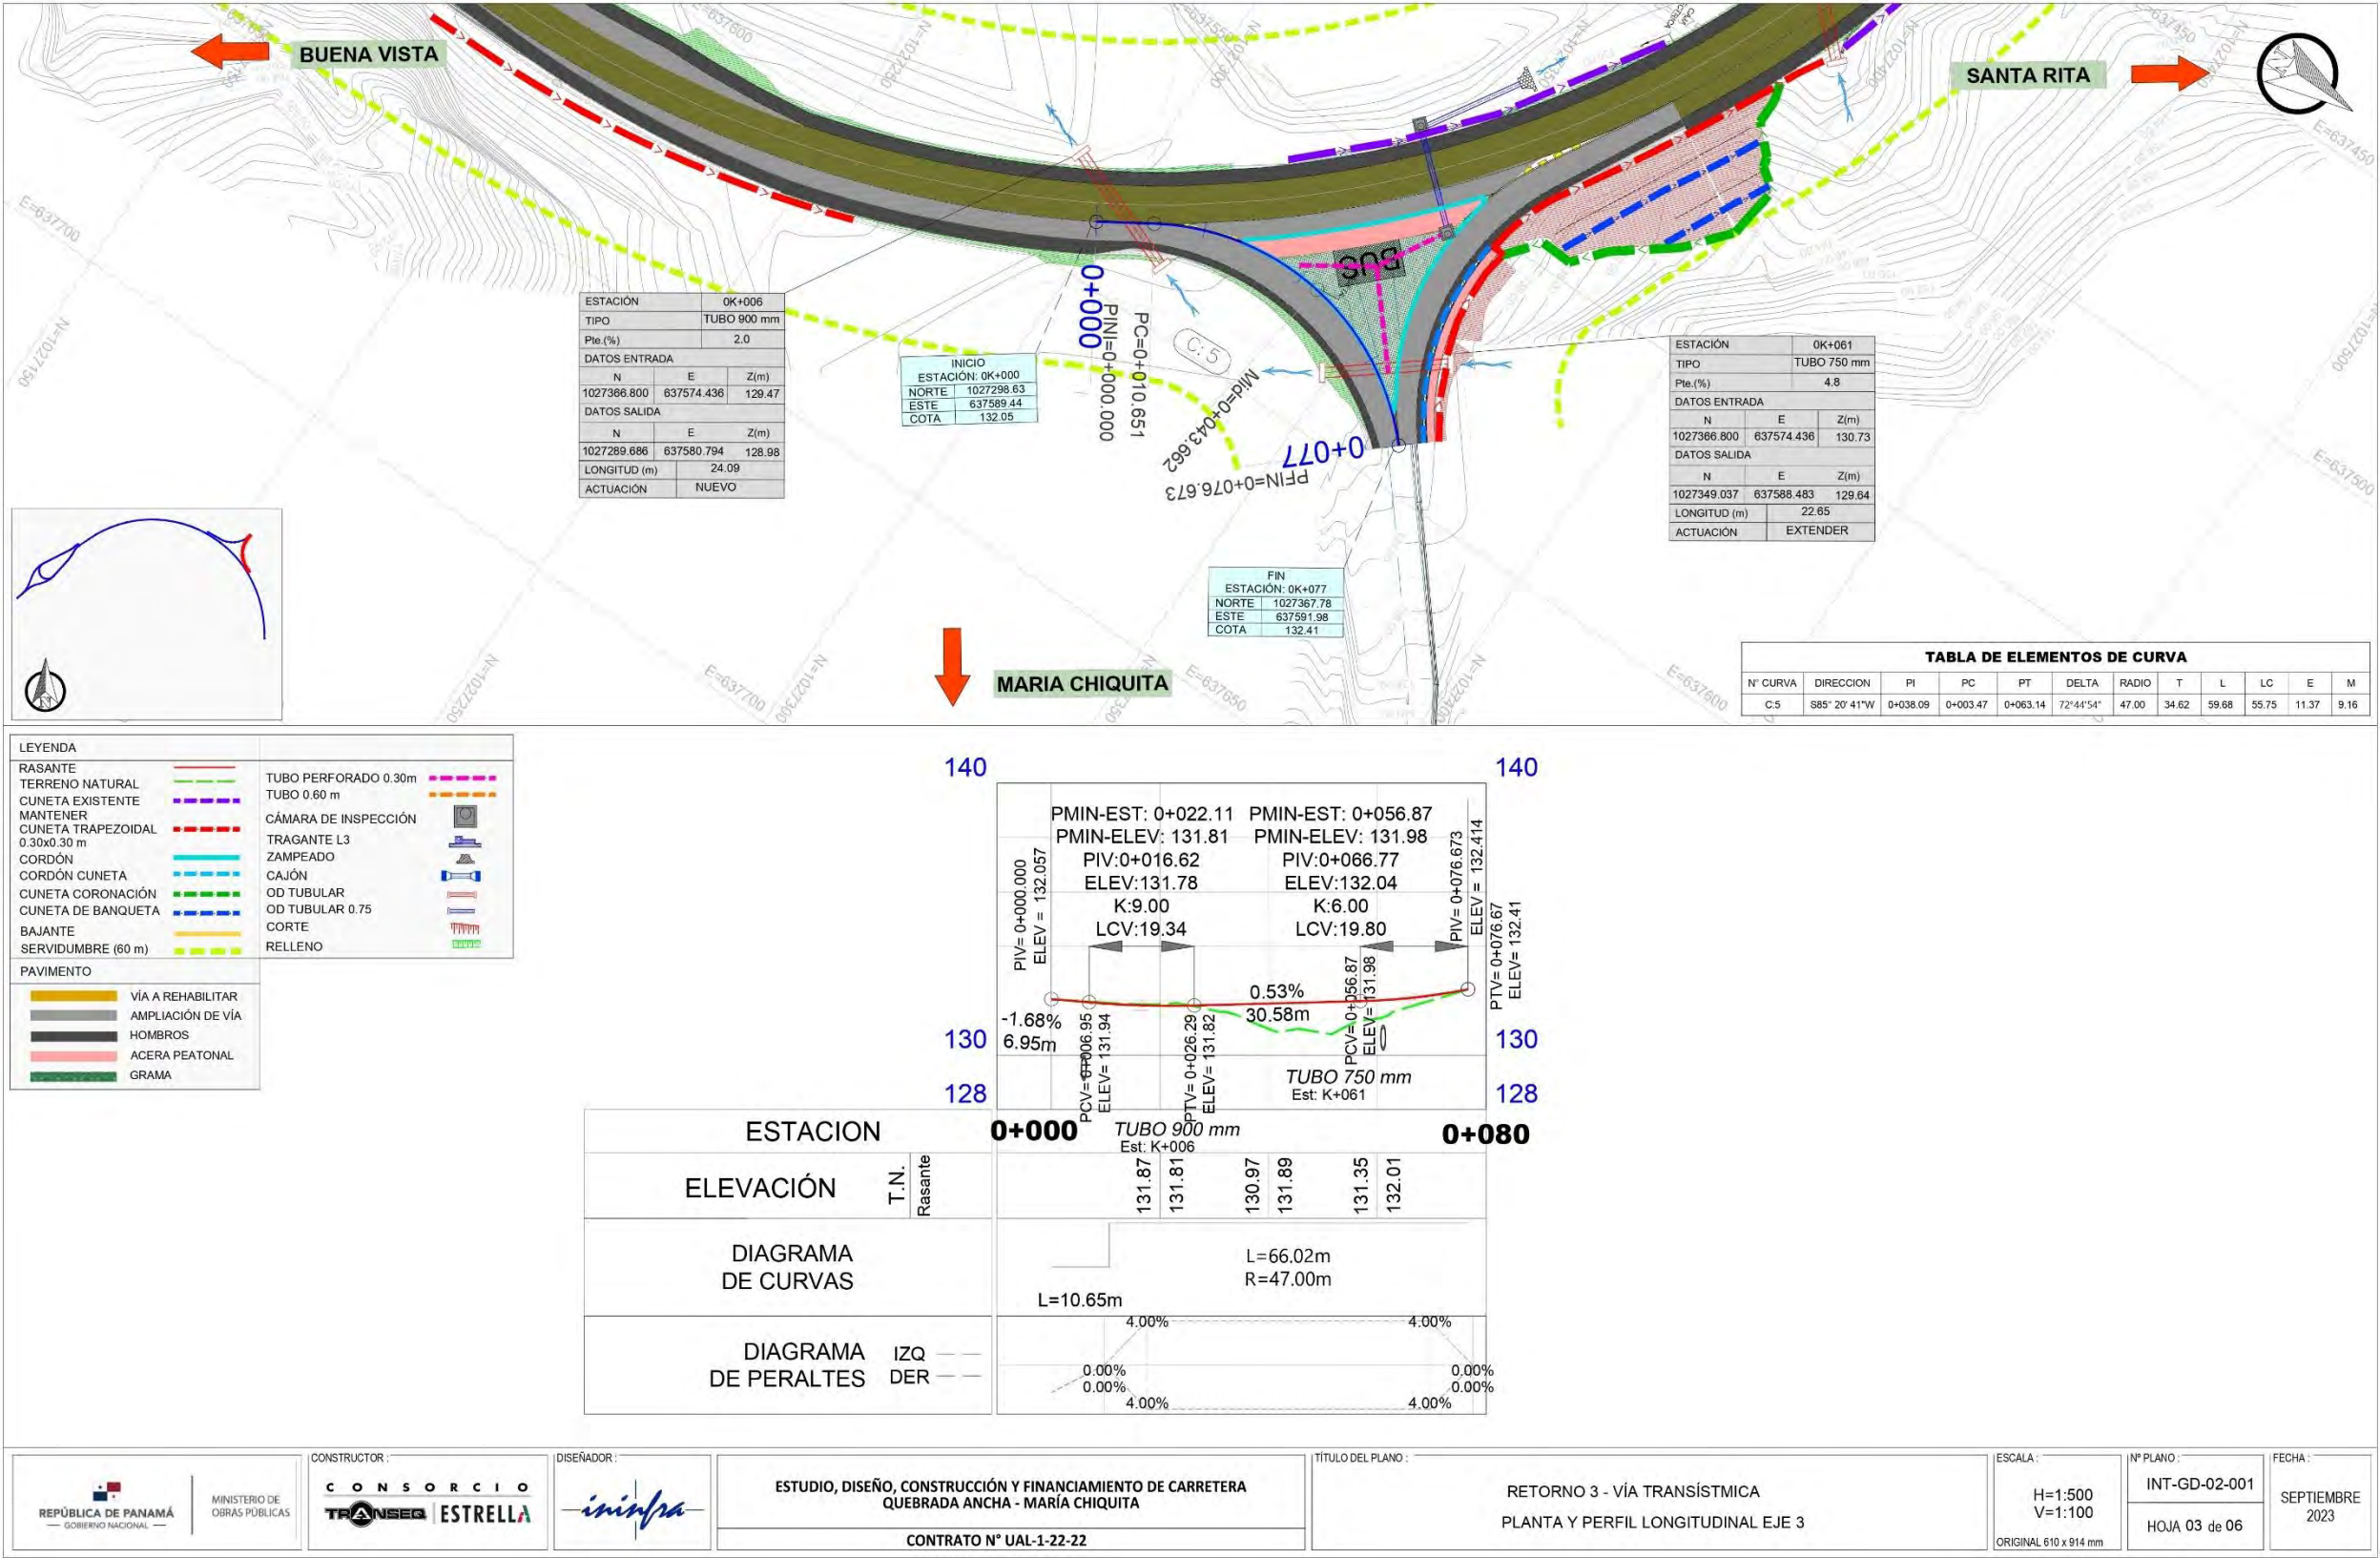 BUENA VISTA
SANTA RITA
E=637600
N=1027250
E=637450
E=637450
E=637700
N=1027150
BUS
0+000
PINI=0+000.000
PC=0+010.651
C: 5
Mid=0+043.662
0+077
PFIN=0+076.673
ESTACIÓN 0K+006
TIPO TUBO 900 mm
Pte.(%) 2.0
DATOS ENTRADA
N E Z(m)
1027366.800 637574.436 129.47
DATOS SALIDA
N E Z(m)
1027289.686 637580.794 128.98
LONGITUD (m) 24.09
ACTUACIÓN NUEVO
INICIO
ESTACIÓN: 0K+000
NORTE 1027298.63
ESTE 637589.44
COTA 132.05
ESTACIÓN 0K+061
TIPO TUBO 750 mm
Pte.(%) 4.8
DATOS ENTRADA
N E Z(m)
1027366.800 637574.436 130.73
DATOS SALIDA
N E Z(m)
1027349.037 637588.483 129.64
LONGITUD (m) 22.65
ACTUACIÓN EXTENDER
N=1027500
E=637500
FIN
ESTACIÓN: 0K+077
NORTE 1027367.78
ESTE 637591.98
COTA 132.41
N=1027250
E=637700
N=1027300
MARIA CHIQUITA
E=637650
E=637600
TABLA DE ELEMENTOS DE CURVA
N° CURVA DIRECCION PI PC PT DELTA RADIO T L LC E M
C:5 S85° 20' 41"W 0+038.09 0+003.47 0+063.14 72°44'54" 47.00 34.62 59.68 55.75 11.37 9.16
LEYENDA
RASANTE
TERRENO NATURAL
CUNETA EXISTENTE
MANTENER
CUNETA TRAPEZOIDAL
0.30x0.30 m
CORDÓN
CORDÓN CUNETA
CUNETA CORONACIÓN
CUNETA DE BANQUETA
BAJANTE
SERVIDUMBRE (60 m)
TUBO PERFORADO 0.30m
TUBO 0.60 m
CÁMARA DE INSPECCIÓN
TRAGANTE L3
ZAMPEADO
CAJÓN
OD TUBULAR
OD TUBULAR 0.75
CORTE
RELLENO
PAVIMENTO
VÍA A REHABILITAR
AMPLIACIÓN DE VÍA
HOMBROS
ACERA PEATONAL
GRAMA
140 140
PMIN-EST: 0+022.11 PMIN-EST: 0+056.87
PMIN-ELEV: 131.81 PMIN-ELEV: 131.98
PIV:0+016.62 PIV:0+066.77
ELEV:131.78 ELEV:132.04
K:9.00 K:6.00
LCV:19.34 LCV:19.80
PIV= 0+000.000
ELEV = 132.057
PIV= 0+076.673
ELEV = 132.414
PTV= 0+076.67
ELEV= 132.41
-1.68%
6.95m
0.53%
30.58m
PCV= 0+006.95
ELEV= 131.94
PTV= 0+026.29
ELEV= 131.82
PCV= 0+056.87
ELEV= 131.98
130 130
TUBO 750 mm
Est: K+061
128 128
ESTACION 0+000 0+080
TUBO 900 mm
Est: K+006
ELEVACIÓN T.N. Rasante
131.87 131.81 130.97 131.89 131.35 132.01
DIAGRAMA
DE CURVAS
L=66.02m
R=47.00m
L=10.65m
DIAGRAMA IZQ
DE PERALTES DER
4.00% 4.00%
0.00% 0.00%
0.00% 0.00%
4.00% 4.00%
REPÚBLICA DE PANAMÁ
— GOBIERNO NACIONAL —
MINISTERIO DE
OBRAS PÚBLICAS
CONSTRUCTOR :
CONSORCIO
TRANSEQ ESTRELLA
DISEÑADOR :
ininfra
ESTUDIO, DISEÑO, CONSTRUCCIÓN Y FINANCIAMIENTO DE CARRETERA
QUEBRADA ANCHA - MARÍA CHIQUITA
CONTRATO N° UAL-1-22-22
TÍTULO DEL PLANO :
RETORNO 3 - VÍA TRANSÍSTMICA
PLANTA Y PERFIL LONGITUDINAL EJE 3
ESCALA :
H=1:500
V=1:100
ORIGINAL 610 x 914 mm
Nº PLANO :
INT-GD-02-001
HOJA 03 de 06
FECHA :
SEPTIEMBRE
2023